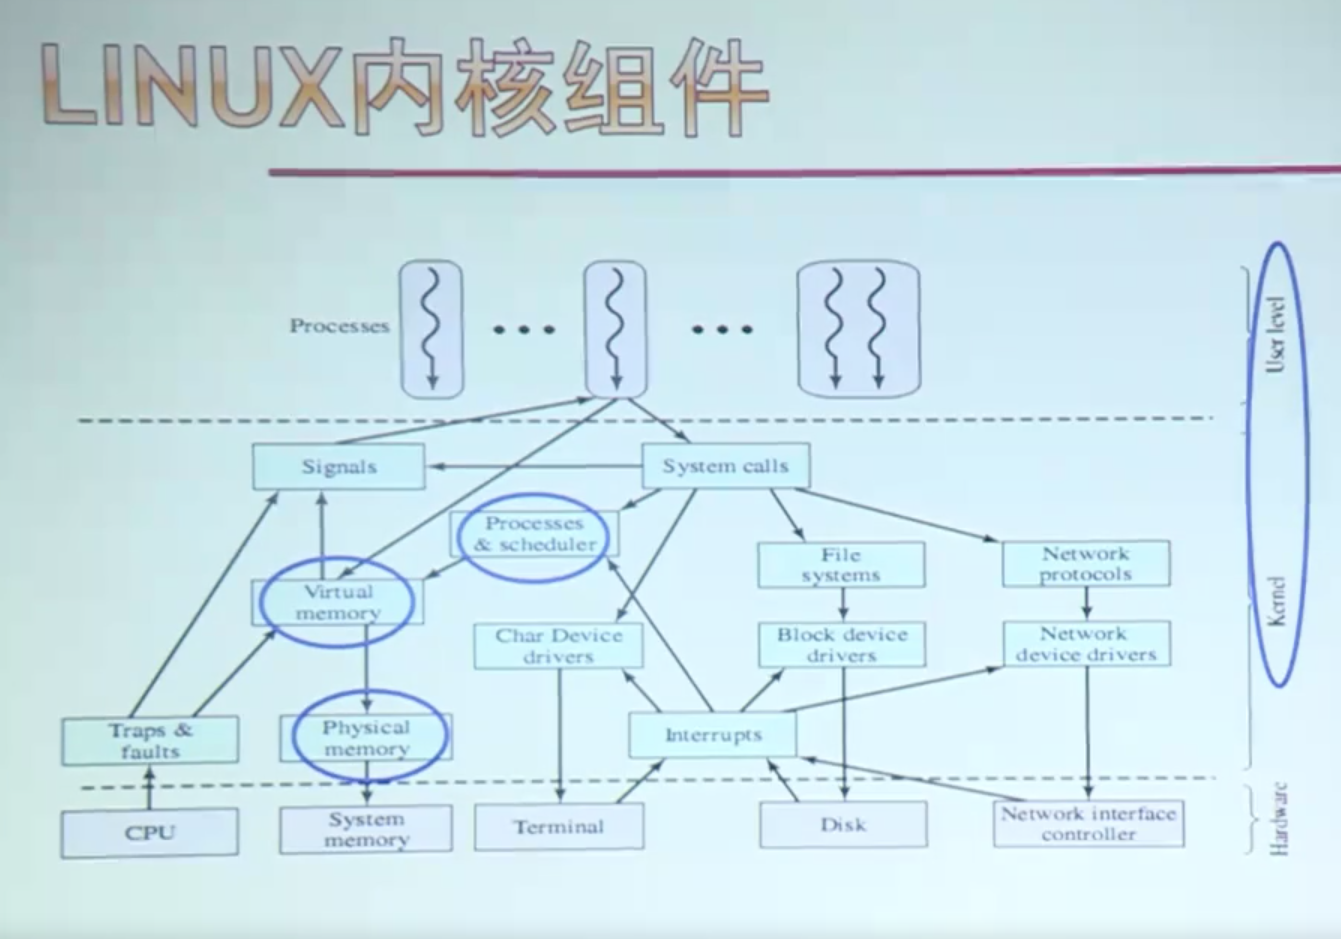 LINUX内核组件
Processes
User level
Signals
System calls
Processes
& scheduler
File
systems
Network
protocols
Virtual
memory
Char Device
drivers
Block device
drivers
Network
device drivers
Kernel
Traps &
faults
Physical
memory
Interrupts
CPU
System
memory
Terminal
Disk
Network interface
controller
Hardware